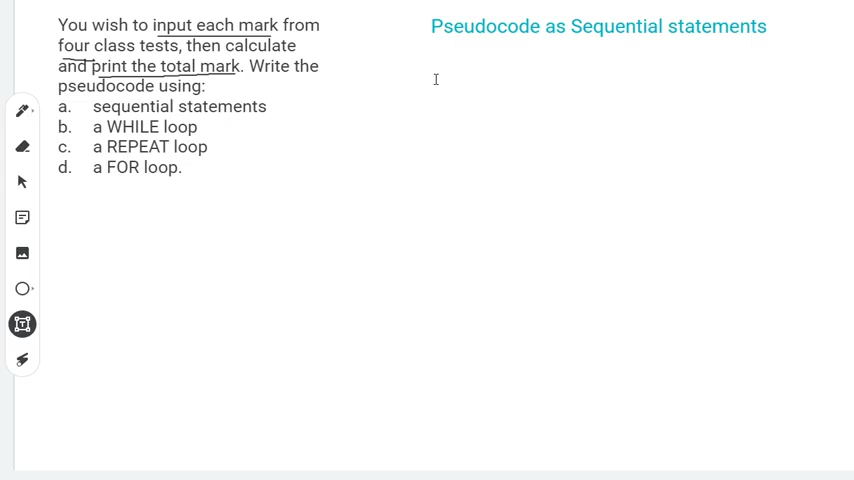 You wish to input each mark from
four class tests, then calculate
and print the total mark. Write the
pseudocode using:
a. sequential statements
b. a WHILE loop
c. a REPEAT loop
d. a FOR loop.
Pseudocode as Sequential statements